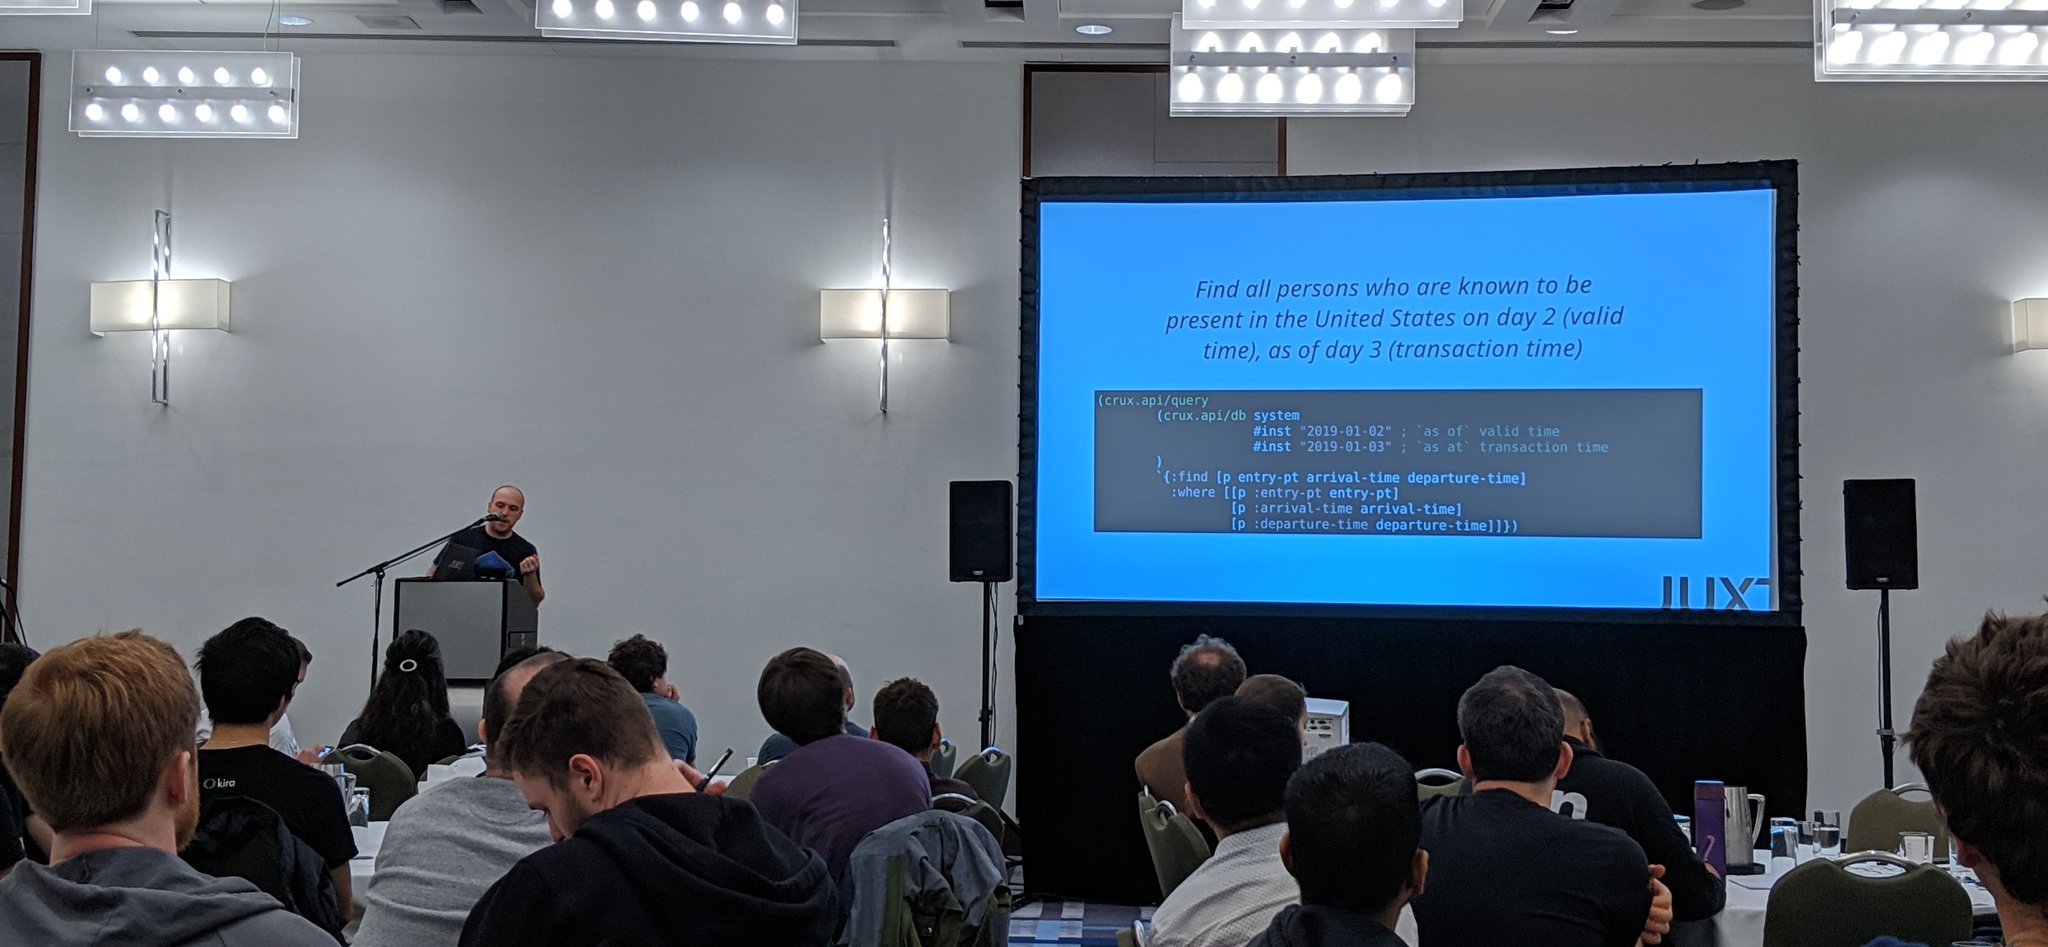 Find all persons who are known to be
present in the United States on day 2 (valid
time), as of day 3 (transaction time)
(crux.api/query
(crux.api/db system
#inst "2019-01-02" ; `as of` valid time
#inst "2019-01-03" ; `as at` transaction time
)
`{:find [p entry-pt arrival-time departure-time]
:where [[p :entry-pt entry-pt]
[p :arrival-time arrival-time]
[p :departure-time departure-time]]})
JUXT
kira
n